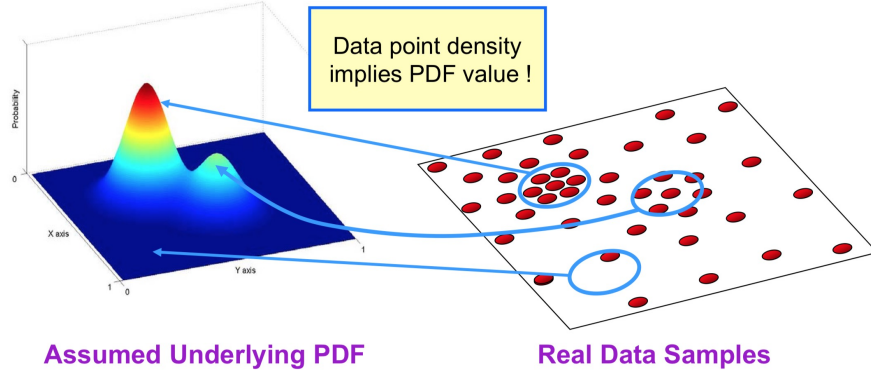 Data point density
implies PDF value !
Probability
0
X axis
1
0
Y axis
1
Assumed Underlying PDF
Real Data Samples